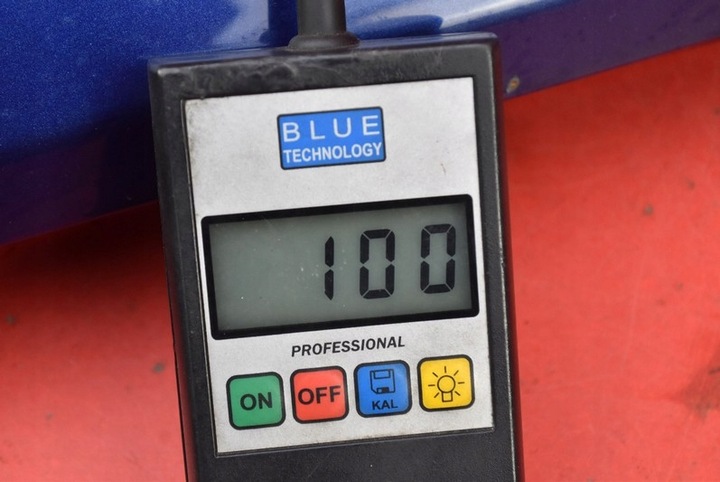 BLUE
TECHNOLOGY
100
PROFESSIONAL
ON OFF KAL